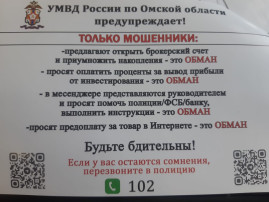 УМВД России по Омской области
предупреждает!
ТОЛЬКО МОШЕННИКИ:
-предлагают открыть брокерский счет
и приумножить накопления - это ОБМАН
- просят оплатить проценты за вывод прибыли
от инвестирования - это ОБМАН
- в месенджере представляются руководителем
и просят помочь полиции/ФСБ/банку,
выполнить инструкции - это ОБМАН
-просят предоплату за товар в Интернете - это ОБМАН
Будьте бдительны!
Если у вас остаются сомнения,
перезвоните в полицию
102